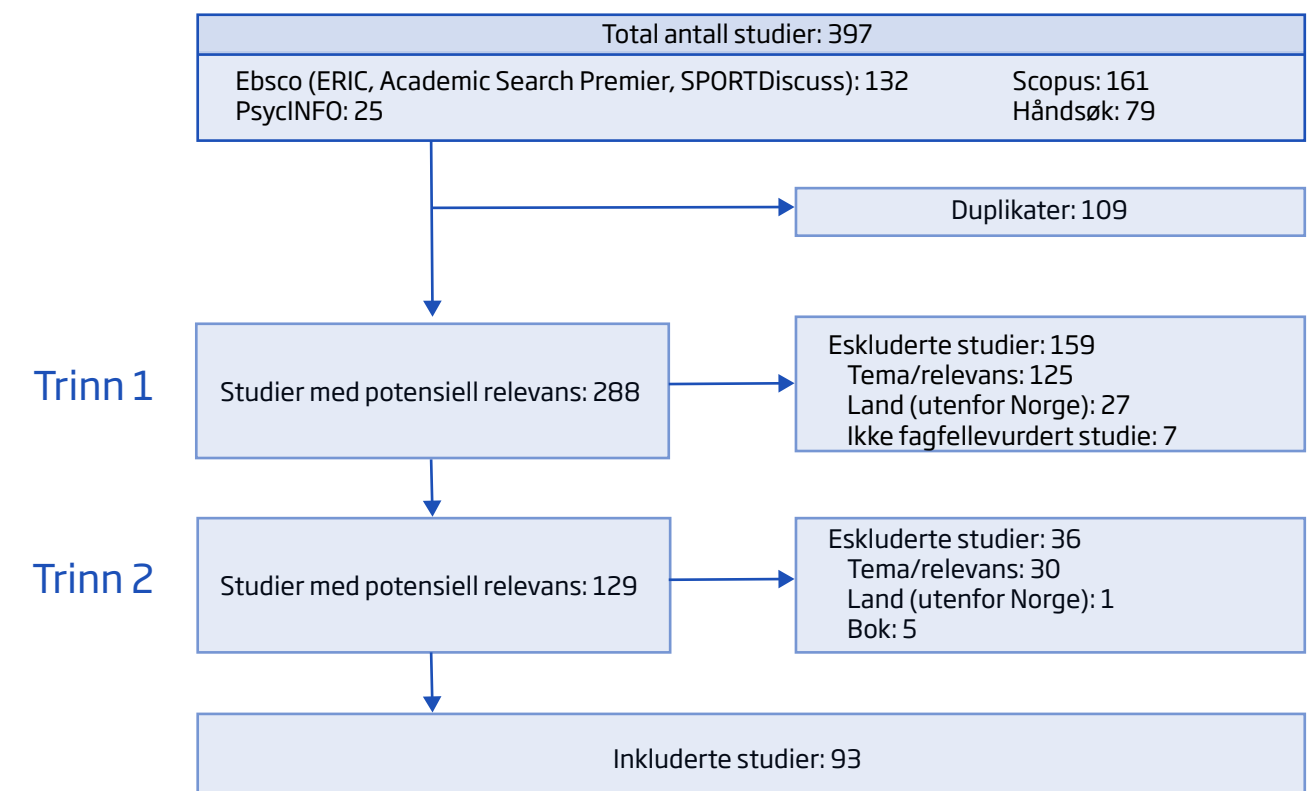 Total antall studier: 397
Ebsco (ERIC, Academic Search Premier, SPORTDiscuss): 132
PsycINFO: 25
Scopus: 161
Håndsøk: 79
Duplikater: 109
Trinn 1
Studier med potensiell relevans: 288
Eskluderte studier: 159
Tema/relevans: 125
Land (utenfor Norge): 27
Ikke fagfellevurdert studie: 7
Trinn 2
Studier med potensiell relevans: 129
Eskluderte studier: 36
Tema/relevans: 30
Land (utenfor Norge): 1
Bok: 5
Inkluderte studier: 93